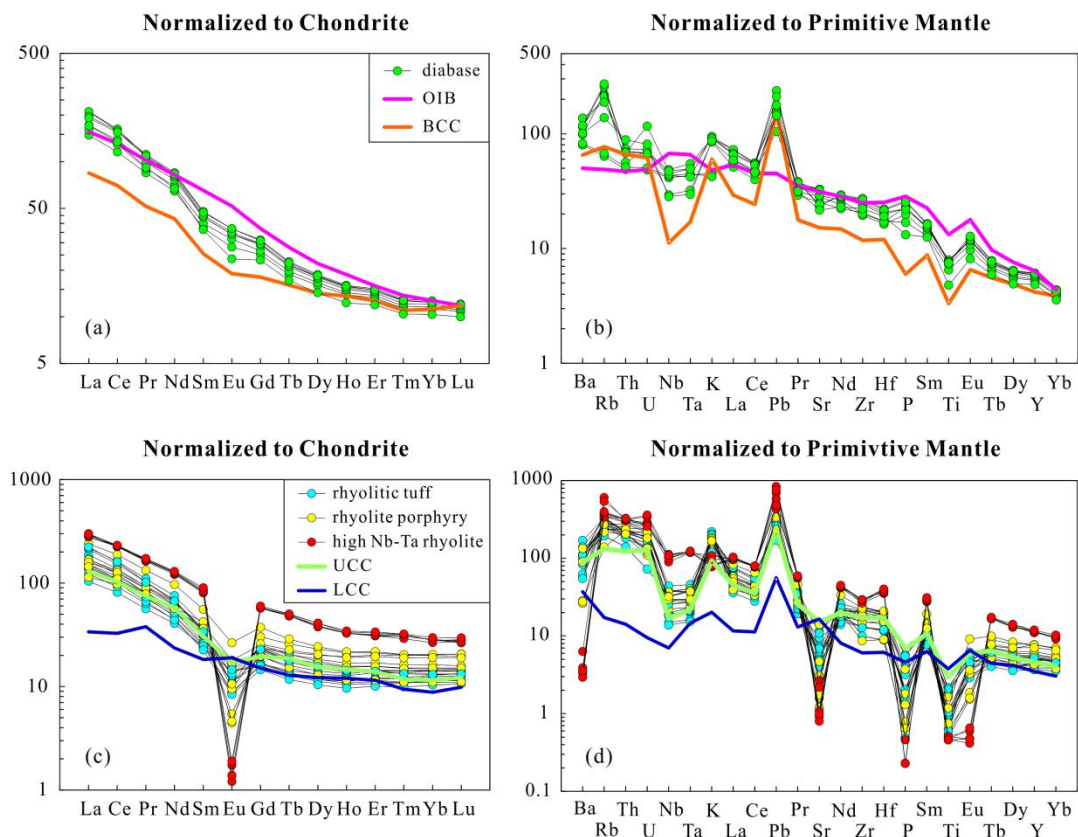 Normalized to Chondrite
500
50
5
diabase
OIB
BCC
(a)
La Ce Pr Nd Sm Eu Gd Tb Dy Ho Er Tm Yb Lu
Normalized to Primitive Mantle
500
100
10
1
(b)
Ba Th Nb K Ce Pr Nd Hf Sm Eu Dy Yb
Rb U Ta La Pb Sr Zr P Ti Tb Y
Normalized to Chondrite
1000
100
10
1
rhyolitic tuff
rhyolite porphyry
high Nb-Ta rhyolite
UCC
LCC
(c)
La Ce Pr Nd Sm Eu Gd Tb Dy Ho Er Tm Yb Lu
Normalized to Primivtive Mantle
1000
100
10
1
0.1
(d)
Ba Th Nb K Ce Pr Nd Hf Sm Eu Dy Yb
Rb U Ta La Pb Sr Zr P Ti Tb Y